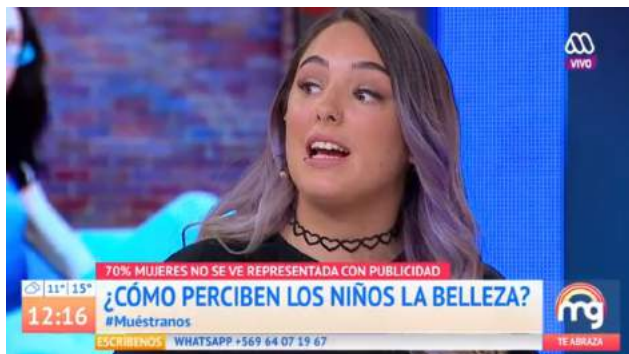 VIVO
70% MUJERES NO SE VE REPRESENTADA CON PUBLICIDAD
11° 15°
¿CÓMO PERCIBEN LOS NIÑOS LA BELLEZA?
12:16
#Muéstranos
ESCRÍBENOS WHATSAPP +569 64 07 19 67
mg
TE ABRAZA